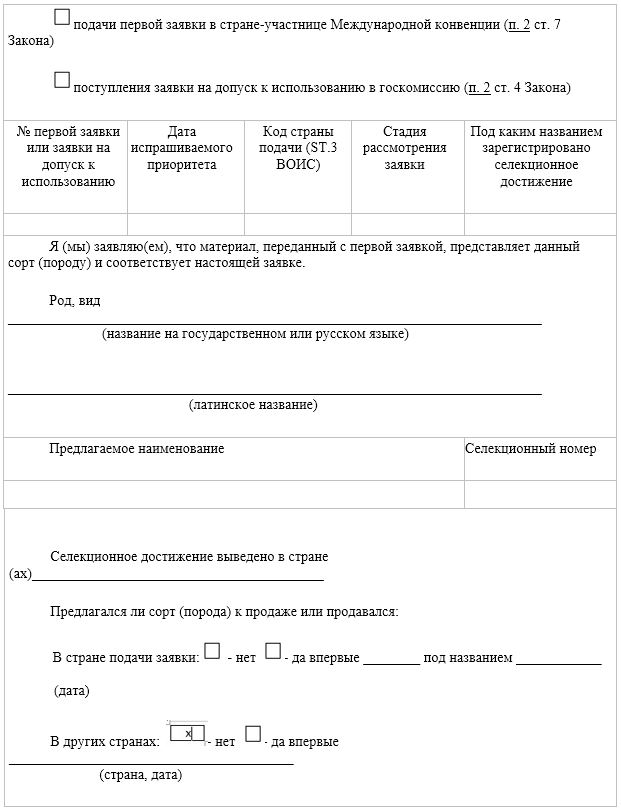 подачи первой заявки в стране-участнице Международной конвенции (п. 2 ст. 7
Закона)
поступления заявки на допуск к использованию в госкомиссию (п. 2 ст. 4 Закона)
№ первой заявки
или заявки на
допуск к
использованию
Дата
испрашиваемого
приоритета
Код страны
подачи (ST.3
ВОИС)
Стадия
рассмотрения
заявки
Под каким названием
зарегистрировано
селекционное
достижение
Я (мы) заявляю(ем), что материал, переданный с первой заявкой, представляет данный
сорт (породу) и соответствует настоящей заявке.
Род, вид
(название на государственном или русском языке)
(латинское название)
Предлагаемое наименование
Селекционный номер
Селекционное достижение выведено в стране
(ах)
Предлагался ли сорт (порода) к продаже или продавался:
В стране подачи заявки: - нет - да впервые ________ под названием ____________
(дата)
В других странах: x - нет - да впервые
(страна, дата)